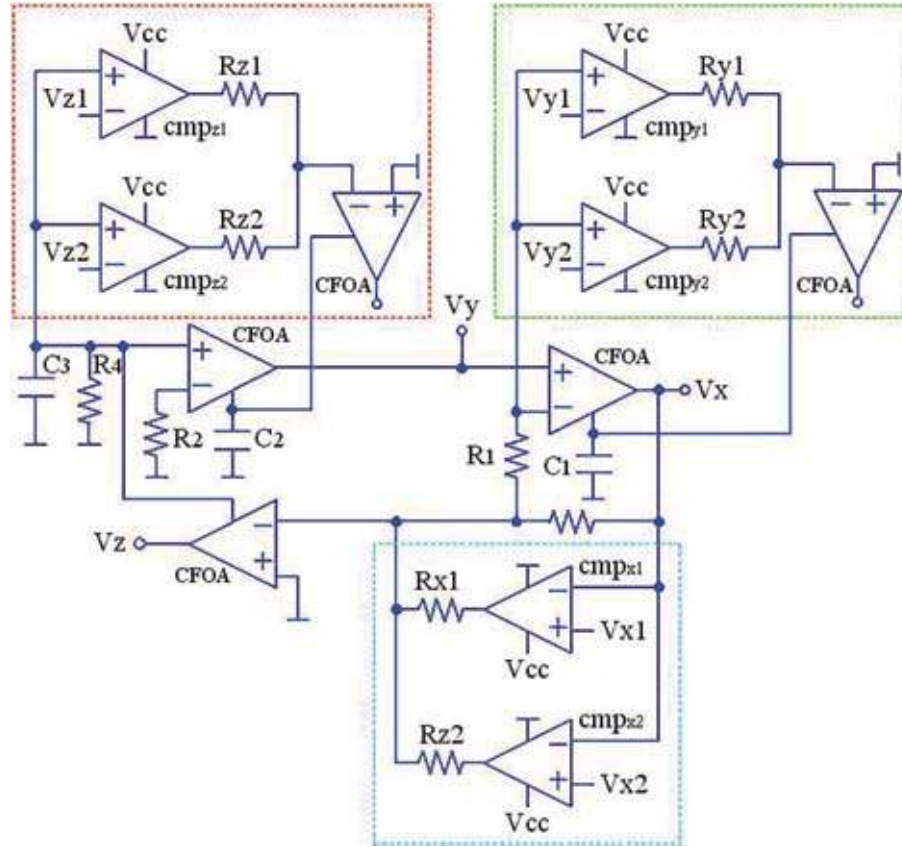 Vcc
Rz1
Vz1
cmpz1
Vcc
Rz2
Vz2
cmpz2
CFOA
Vcc
Ry1
Vy1
cmpy1
Vcc
Ry2
Vy2
cmpy2
CFOA
Vy
C3
R4
CFOA
R2
C2
CFOA
Vx
R1
C1
Vz
CFOA
cmpx1
Rx1
Vx1
Vcc
cmpx2
Rz2
Vx2
Vcc